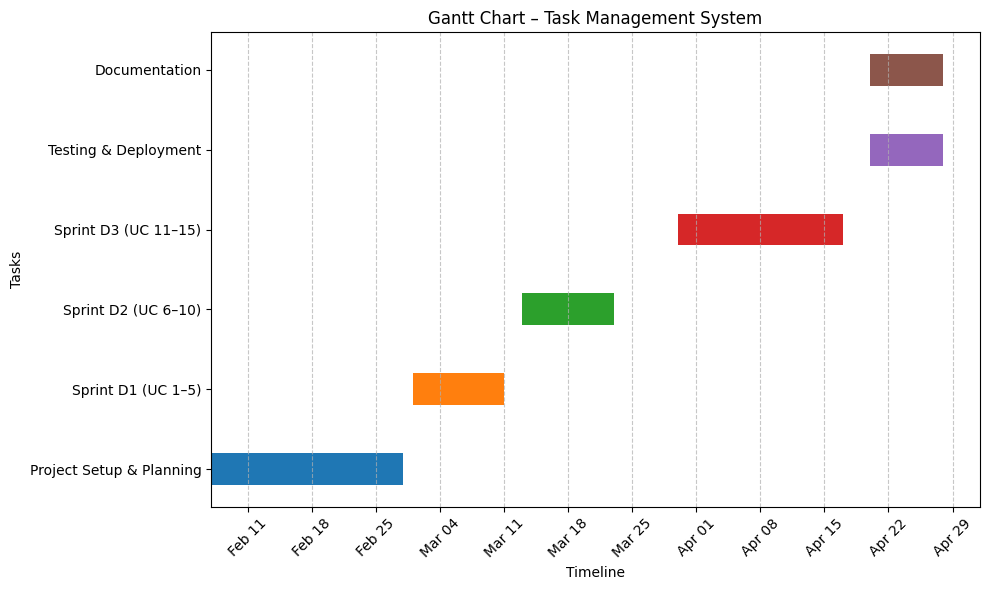 Gantt Chart – Task Management System
Documentation
Testing & Deployment
Sprint D3 (UC 11–15)
Sprint D2 (UC 6–10)
Sprint D1 (UC 1–5)
Project Setup & Planning
Tasks
Feb 11
Feb 18
Feb 25
Mar 04
Mar 11
Mar 18
Mar 25
Apr 01
Apr 08
Apr 15
Apr 22
Apr 29
Timeline